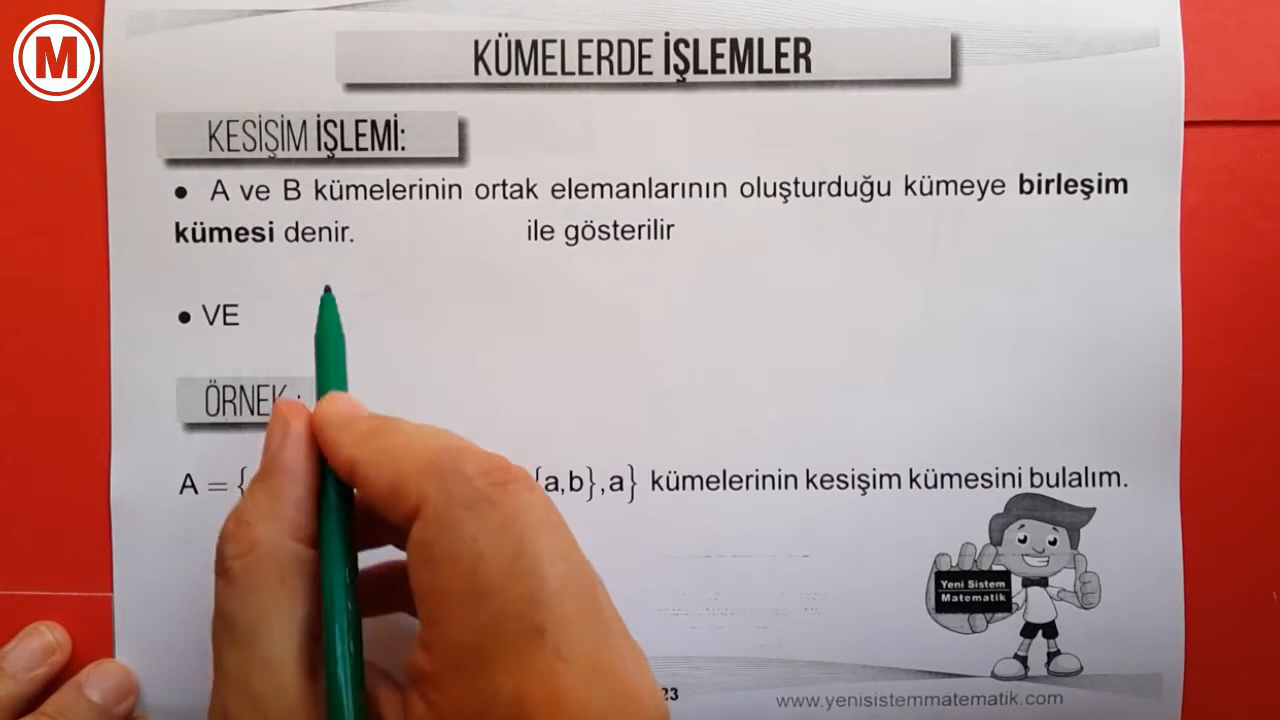 M
KÜMELERDE İŞLEMLER
KESİŞİM İŞLEMİ:
● A ve B kümelerinin ortak elemanlarının oluşturduğu kümeye birleşim
kümesi denir. ile gösterilir
● VE
ÖRNEK :
A = { {a,b},a} kümelerinin kesişim kümesini bulalım.
Yeni Sistem
Matematik
23
www.yenisistemmatematik.com